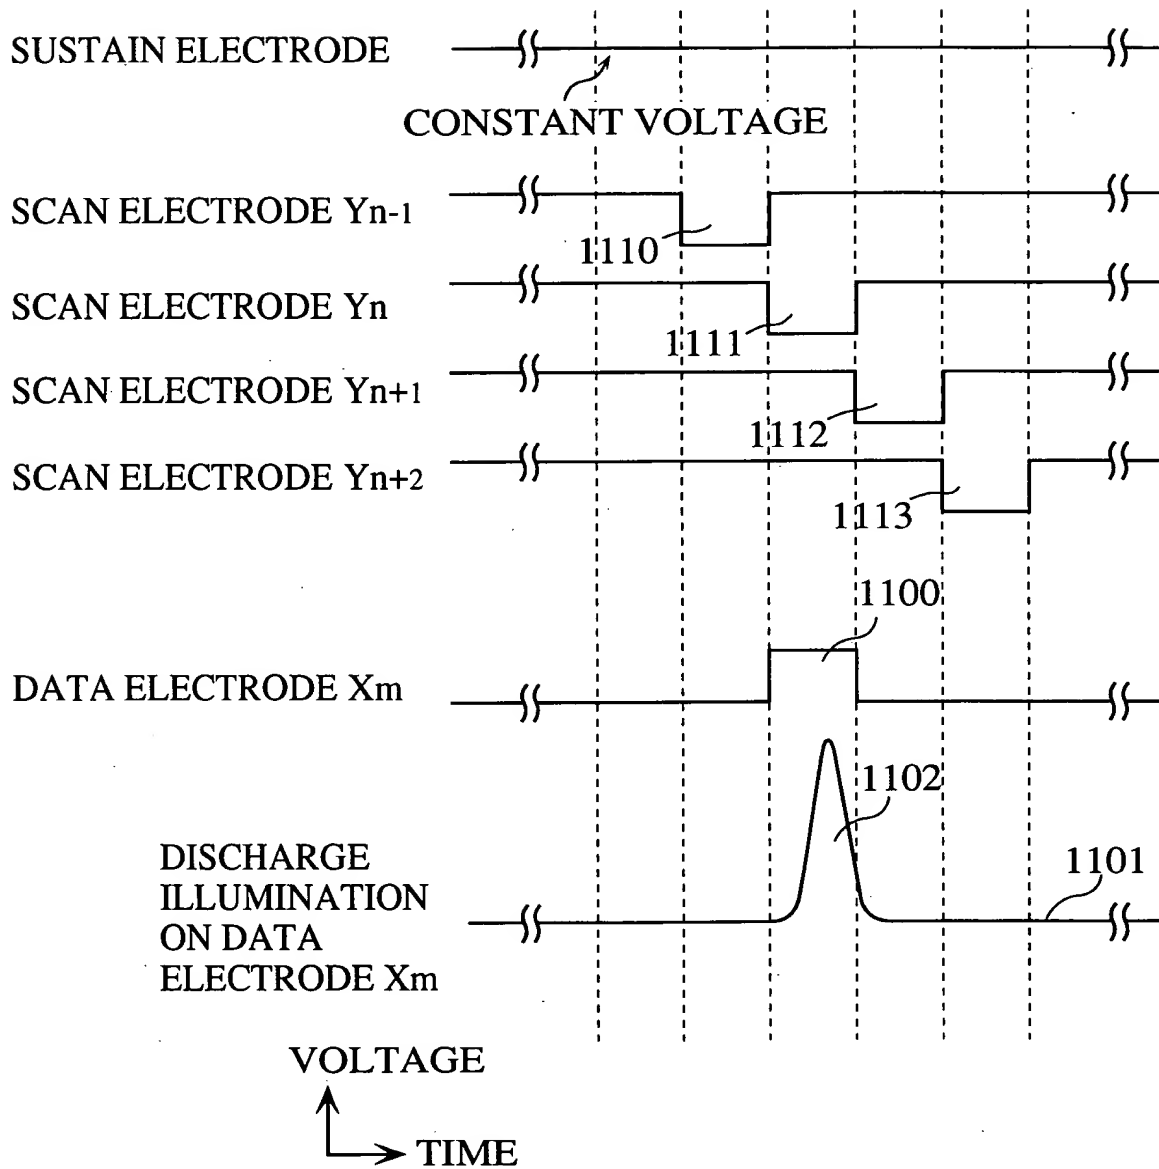 SUSTAIN ELECTRODE
CONSTANT VOLTAGE
SCAN ELECTRODE Yn-1
1110
SCAN ELECTRODE Yn
1111
SCAN ELECTRODE Yn+1
1112
SCAN ELECTRODE Yn+2
1113
1100
DATA ELECTRODE Xm
1102
DISCHARGE
ILLUMINATION
ON DATA
ELECTRODE Xm
1101
VOLTAGE
TIME